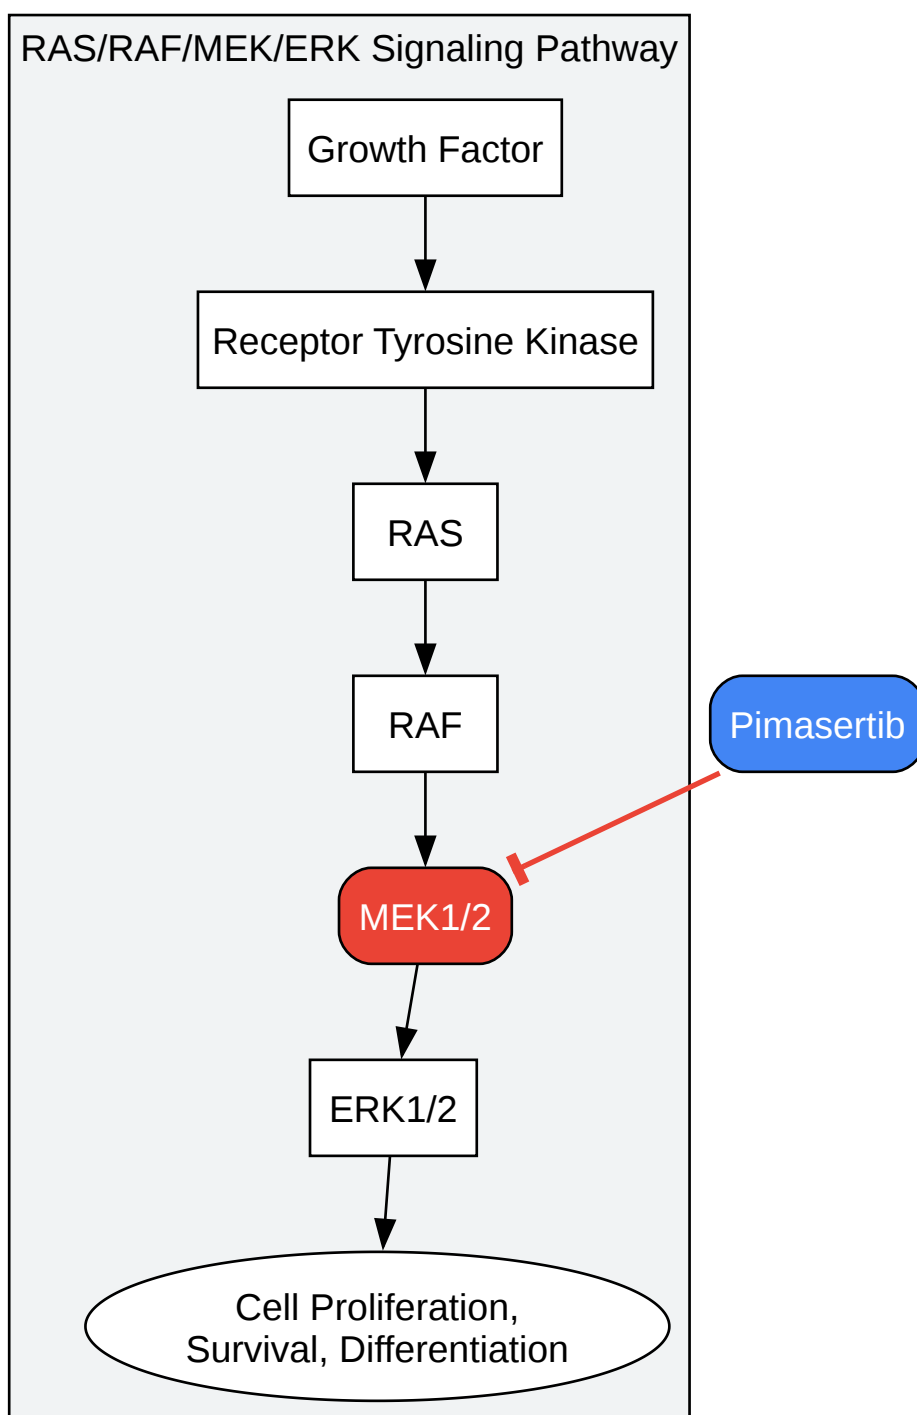 RAS/RAF/MEK/ERK Signaling Pathway
Growth Factor
Receptor Tyrosine Kinase
RAS
RAF
Pimasertib
MEK1/2
ERK1/2
Cell Proliferation,
Survival, Differentiation